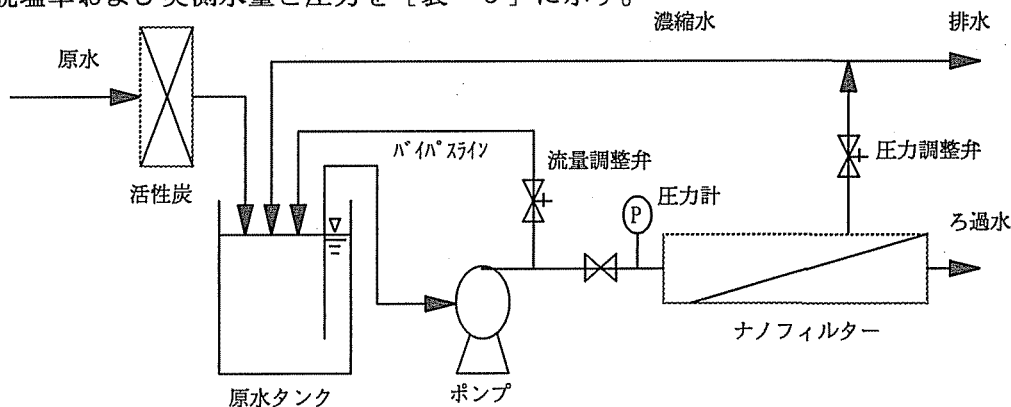 脱塩率および実測水量と圧力を［表－3］に示す。
濃縮水
排水
原水
バイパスライン
流量調整弁
圧力調整弁
活性炭
圧力計
P
ろ過水
ナノフィルター
原水タンク
ポンプ